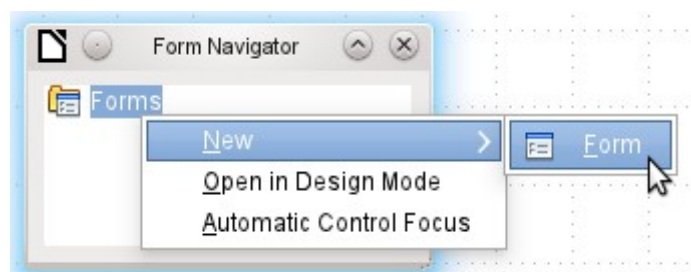 Form Navigator
Forms
New
Form
Open in Design Mode
Automatic Control Focus